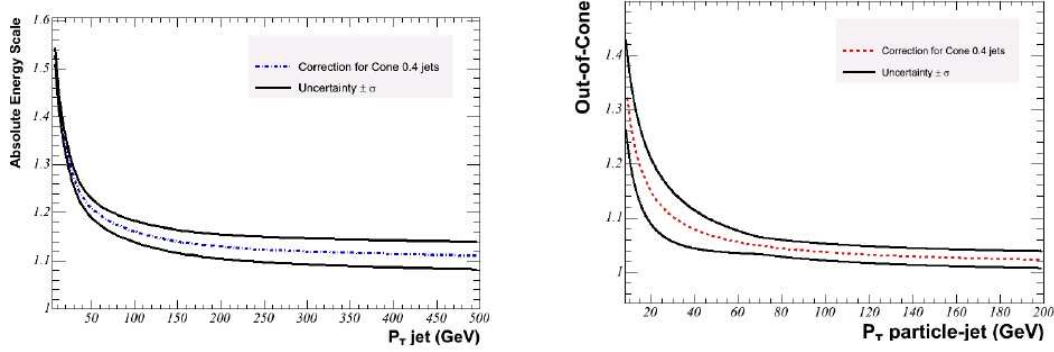 Absolute Energy Scale
1.6
1.5
1.4
1.3
1.2
1.1
1
Correction for Cone 0.4 jets
Uncertainty ± σ
50 100 150 200 250 300 350 400 450 500
P_T jet (GeV)
Out-of-Cone
1.4
1.3
1.2
1.1
1
Correction for Cone 0.4 jets
Uncertainty ± σ
20 40 60 80 100 120 140 160 180 200
P_T particle-jet (GeV)